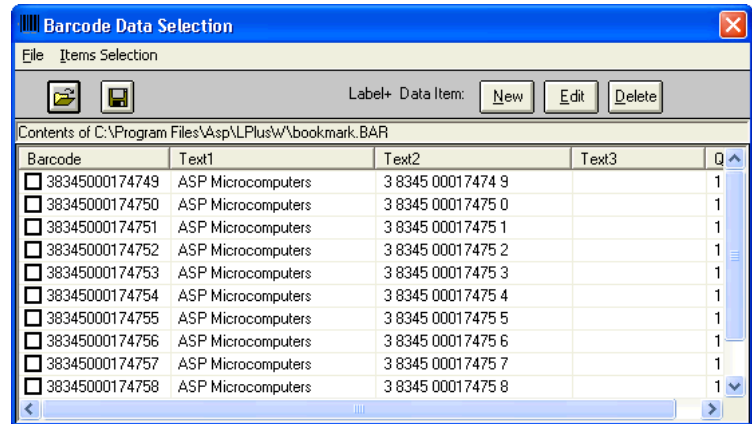 Barcode Data Selection
File Items Selection
Label+ Data Item: New Edit Delete
Contents of C:\Program Files\Asp\LPlusW\bookmark.BAR
Barcode Text1 Text2 Text3 Q
38345000174749 ASP Microcomputers 3 8345 00017474 9 1
38345000174750 ASP Microcomputers 3 8345 00017475 0 1
38345000174751 ASP Microcomputers 3 8345 00017475 1 1
38345000174752 ASP Microcomputers 3 8345 00017475 2 1
38345000174753 ASP Microcomputers 3 8345 00017475 3 1
38345000174754 ASP Microcomputers 3 8345 00017475 4 1
38345000174755 ASP Microcomputers 3 8345 00017475 5 1
38345000174756 ASP Microcomputers 3 8345 00017475 6 1
38345000174757 ASP Microcomputers 3 8345 00017475 7 1
38345000174758 ASP Microcomputers 3 8345 00017475 8 1